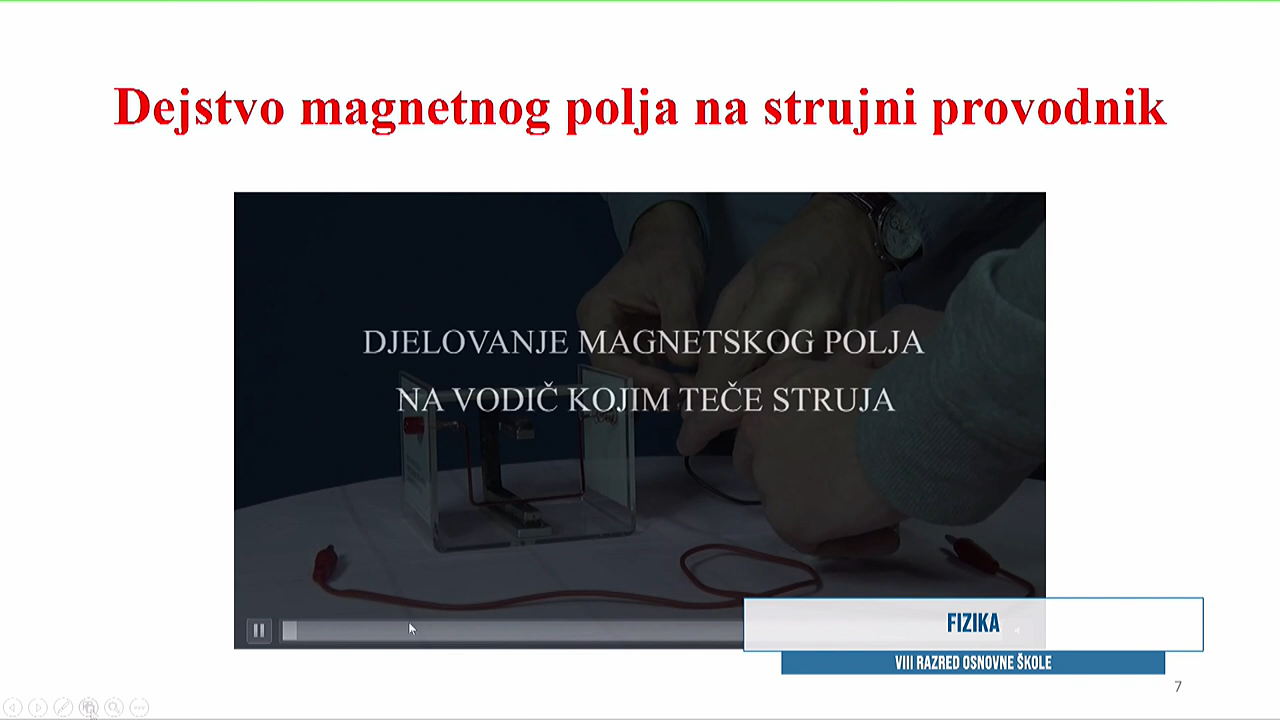 Dejstvo magnetnog polja na strujni provodnik
DJELOVANJE MAGNETSKOG POLJA
NA VODIČ KOJIM TEČE STRUJA
FIZIKA
VIII RAZRED OSNOVNE ŠKOLE
7